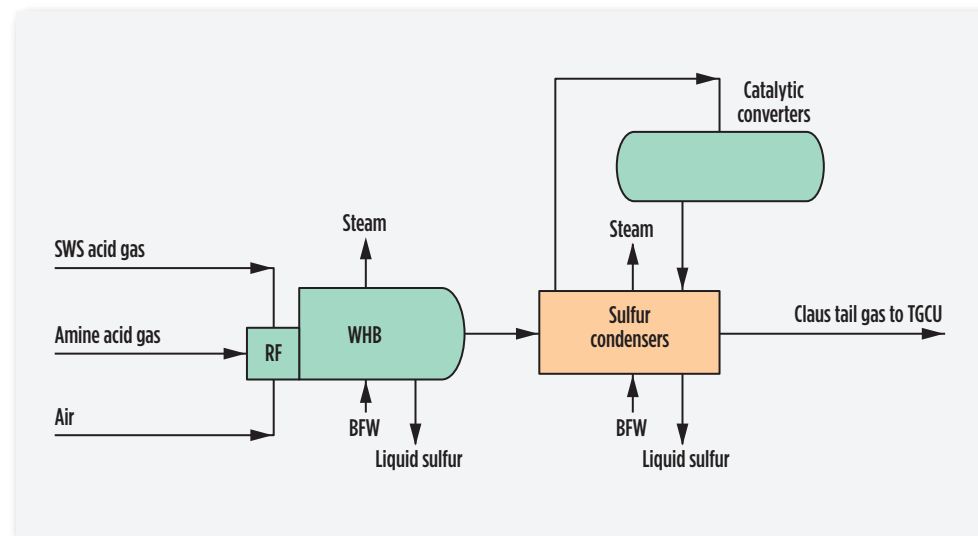 Catalytic
converters
Steam
Steam
SWS acid gas
Sulfur
condensers
Claus tail gas to TGCU
Amine acid gas
RF
WHB
Air
BFW
BFW
Liquid sulfur
Liquid sulfur